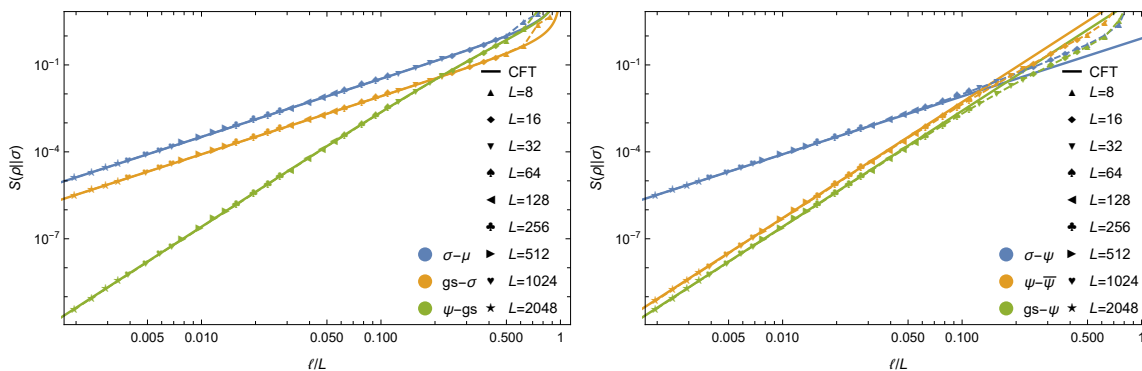 S(ρ||σ)
10⁻¹
10⁻⁴
10⁻⁷
0.005
0.010
0.050
0.100
0.500
1
ℓ/L
CFT
L=8
L=16
L=32
L=64
L=128
L=256
L=512
L=1024
L=2048
σ-μ
gs-σ
ψ-gs
S(ρ||σ)
10⁻¹
10⁻⁴
10⁻⁷
0.005
0.010
0.050
0.100
0.500
1
ℓ/L
CFT
L=8
L=16
L=32
L=64
L=128
L=256
L=512
L=1024
L=2048
σ-ψ
ψ-ψ̅
gs-ψ